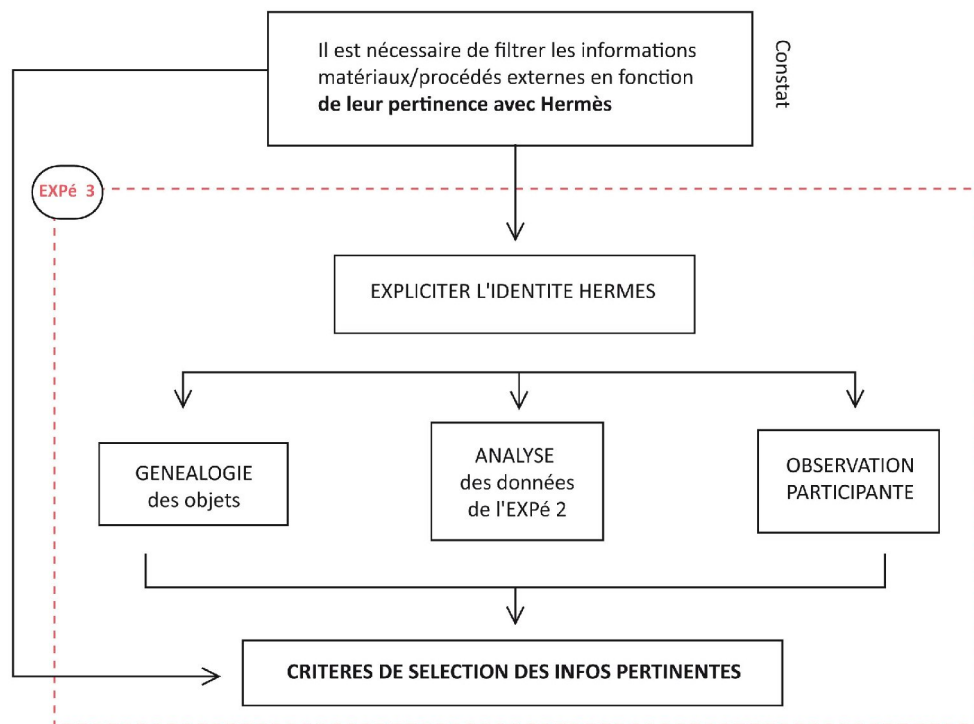 Il est nécessaire de filtrer les informations
matériaux/procédés externes en fonction
de leur pertinence avec Hermès
Constat
EXPé 3
EXPLICITER L'IDENTITE HERMES
GENEALOGIE
des objets
ANALYSE
des données
de l'EXPé 2
OBSERVATION
PARTICIPANTE
CRITERES DE SELECTION DES INFOS PERTINENTES